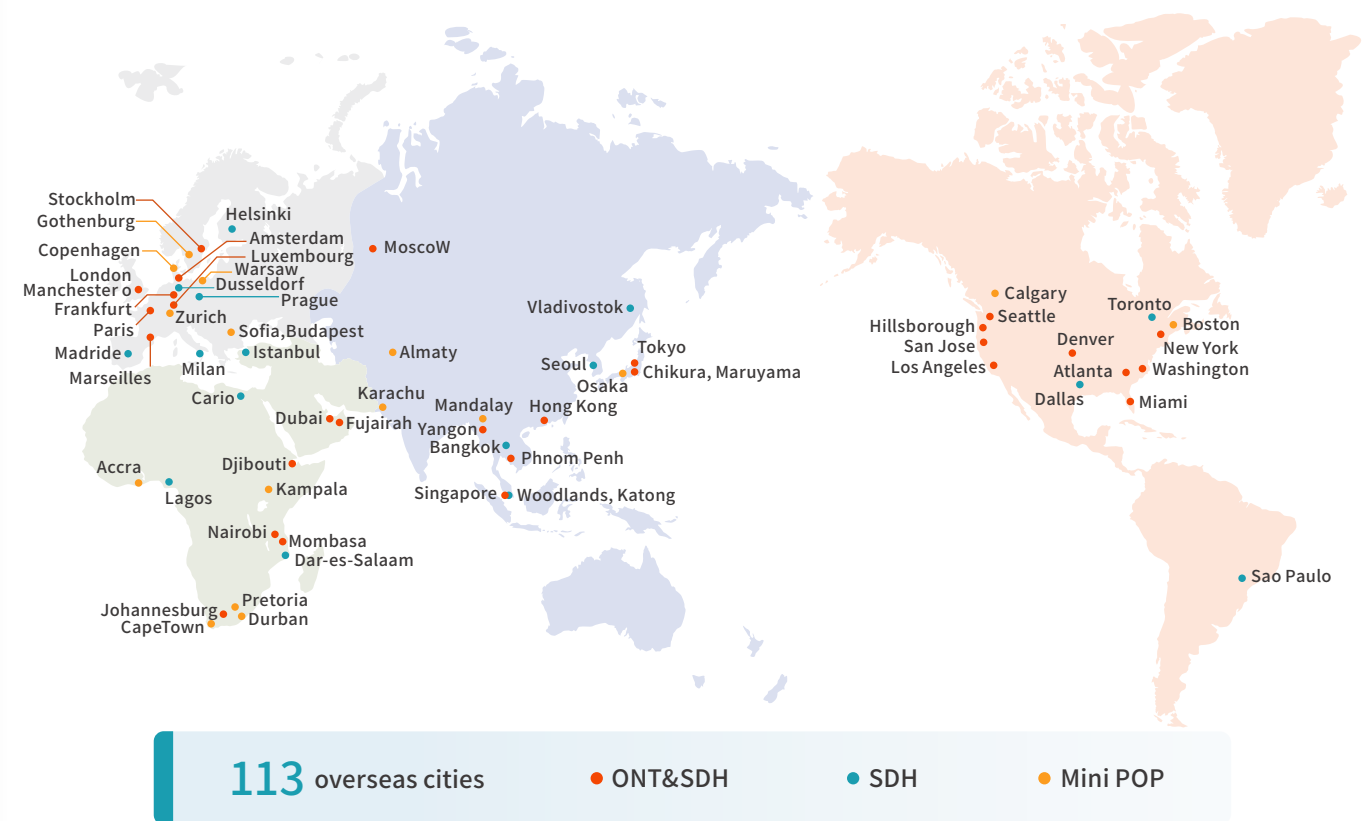 Stockholm
Gothenburg
Helsinki
Copenhagen
Amsterdam
Luxembourg
Warsaw
London
Dusseldorf
Manchester o
Prague
Frankfurt
Zurich
Paris
Sofia,Budapest
Madride
Istanbul
Milan
Marseilles
Cario
MoscoW
Vladivostok
Almaty
Seoul
Tokyo
Chikura, Maruyama
Osaka
Karachu
Mandalay
Hong Kong
Dubai
Fujairah
Yangon
Bangkok
Phnom Penh
Singapore
Woodlands, Katong
Accra
Lagos
Djibouti
Kampala
Nairobi
Mombasa
Dar-es-Salaam
Pretoria
Johannesburg
Durban
CapeTown
Calgary
Seattle
Hillsborough
San Jose
Los Angeles
Toronto
Boston
New York
Denver
Washington
Atlanta
Dallas
Miami
Sao Paulo
113 overseas cities
ONT&SDH
SDH
Mini POP